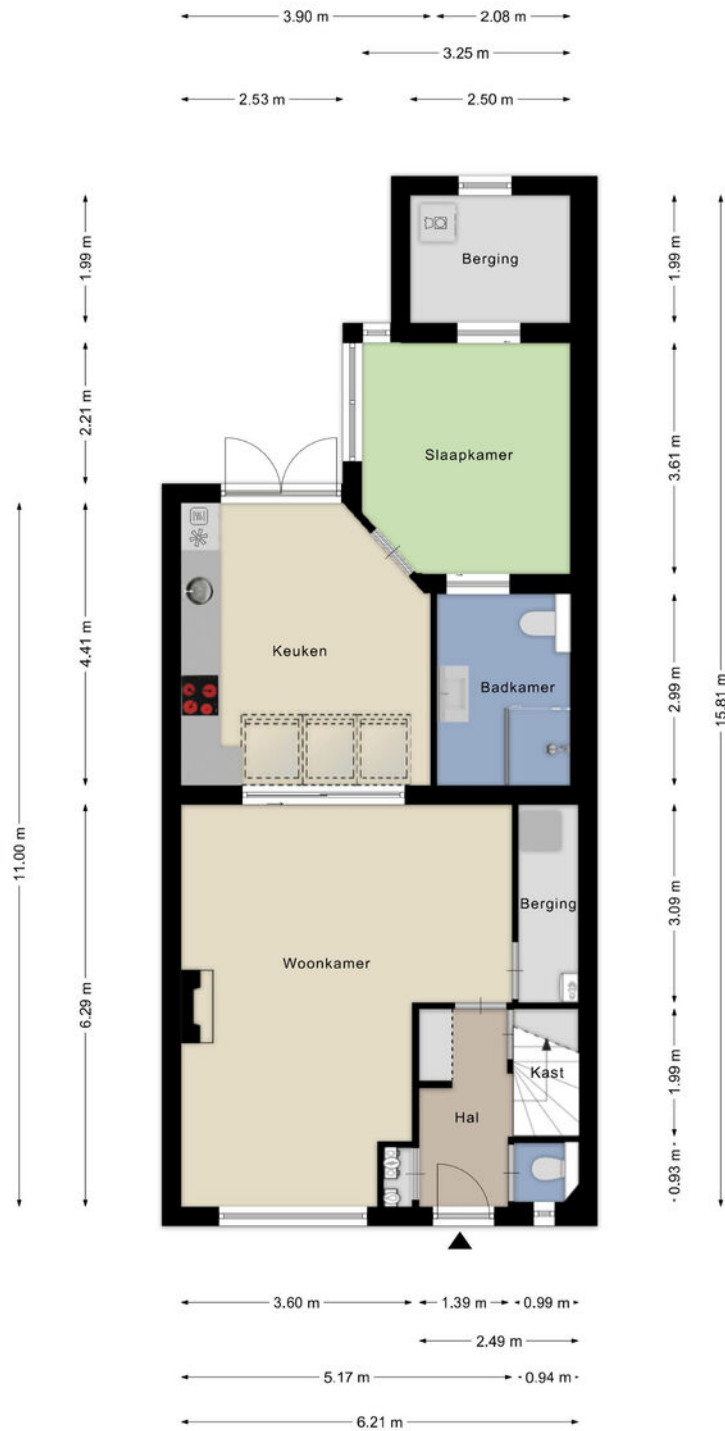 3.90 m
2.08 m
3.25 m
2.53 m
2.50 m
1.99 m
Berging
1.99 m
2.21 m
Slaapkamer
3.61 m
15.81 m
11.00 m
4.41 m
Keuken
Badkamer
2.99 m
6.29 m
Woonkamer
Berging
3.09 m
Kast
1.99 m
Hal
0.93 m
3.60 m
1.39 m
0.99 m
2.49 m
5.17 m
0.94 m
6.21 m